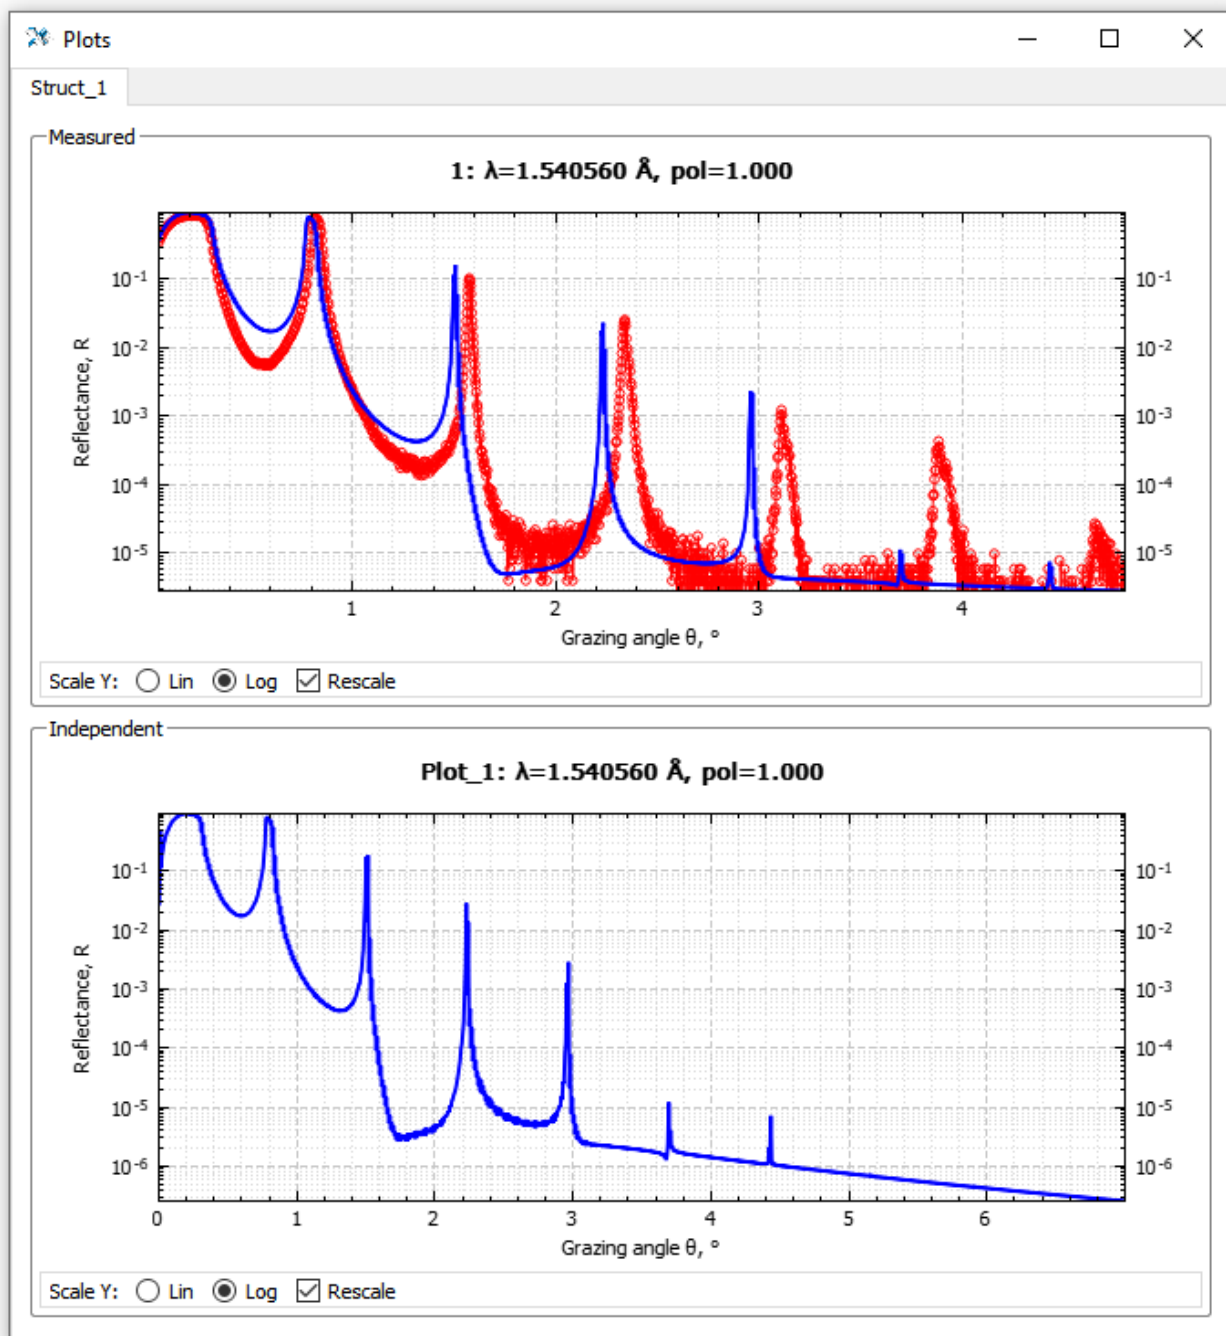 Plots
Struct_1
Measured
1: λ=1.540560 Å, pol=1.000
Reflectance, R
10⁻¹
10⁻²
10⁻³
10⁻⁴
10⁻⁵
10⁻¹
10⁻²
10⁻³
10⁻⁴
10⁻⁵
1 2 3 4
Grazing angle θ, °
Scale Y: Lin Log Rescale
Independent
Plot_1: λ=1.540560 Å, pol=1.000
Reflectance, R
10⁻¹
10⁻²
10⁻³
10⁻⁴
10⁻⁵
10⁻⁶
10⁻¹
10⁻²
10⁻³
10⁻⁴
10⁻⁵
10⁻⁶
0 1 2 3 4 5 6
Grazing angle θ, °
Scale Y: Lin Log Rescale